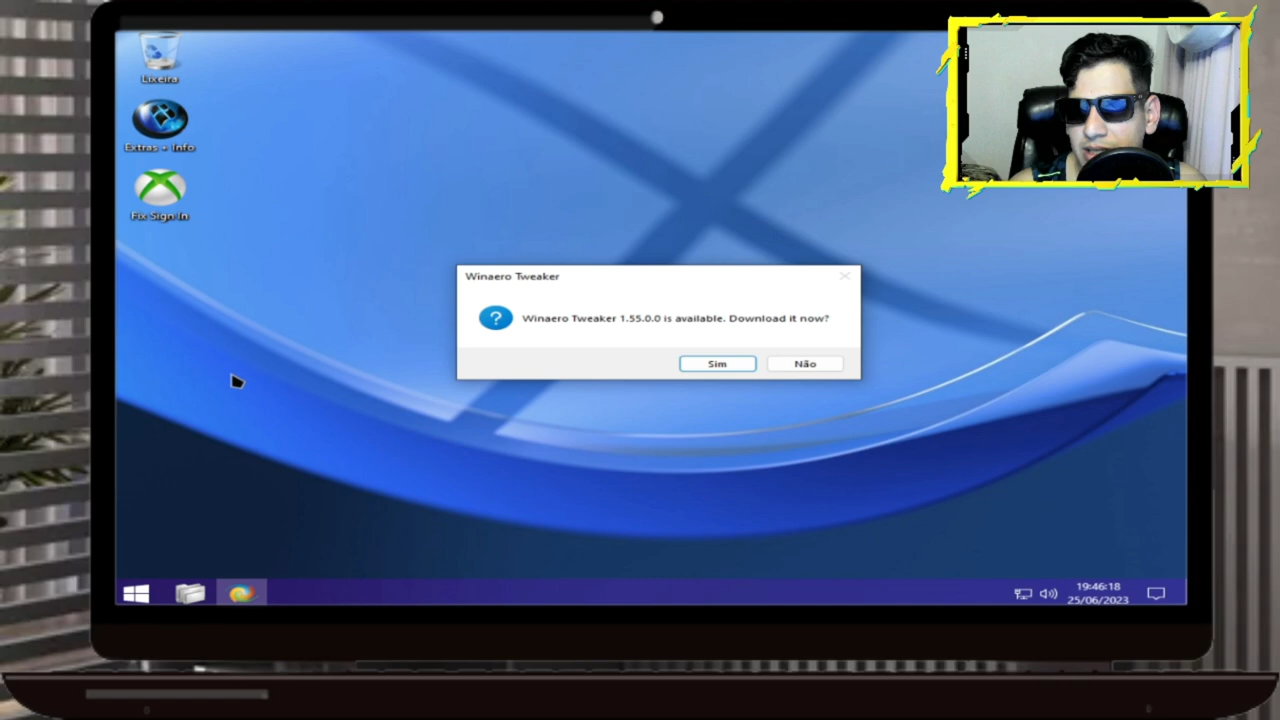 Lixeira
Extras + Info
Fix Sign In
Winaero Tweaker
Winaero Tweaker 1.55.0.0 is available. Download it now?
Sim
Não
19:46:18
25/06/2023